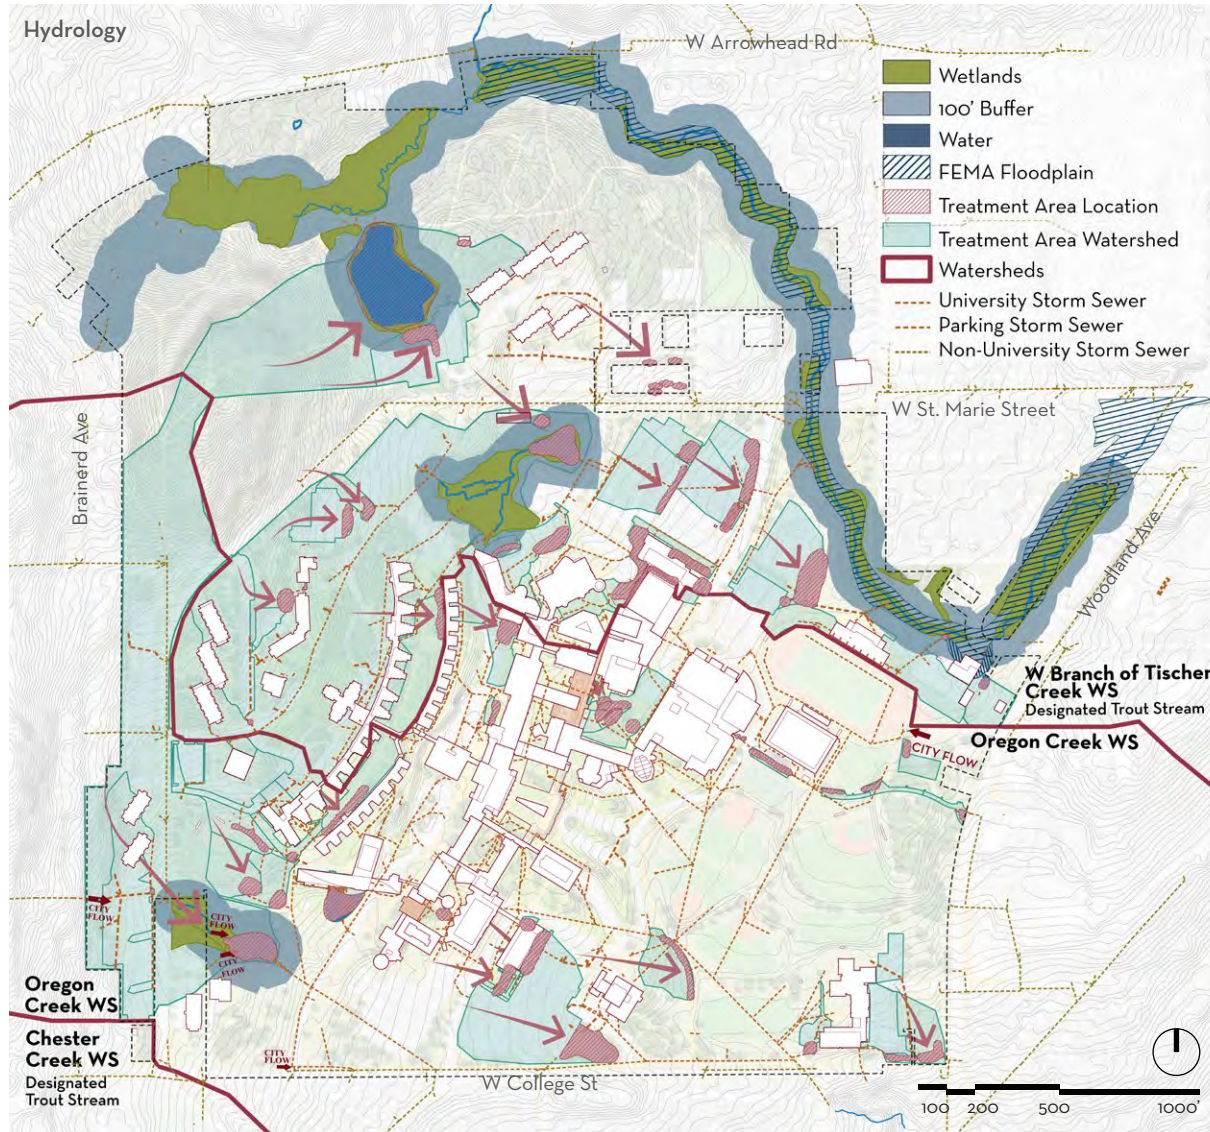 Hydrology
W Arrowhead Rd
Wetlands
100' Buffer
Water
FEMA Floodplain
Treatment Area Location
Treatment Area Watershed
Watersheds
University Storm Sewer
Parking Storm Sewer
Non-University Storm Sewer
W St. Marie Street
Brainerd Ave
Woodland Ave
W Branch of Tischer
Creek WS
Designated Trout Stream
Oregon Creek WS
CITY FLOW
CITY
FLOW
CITY
FLOW
CITY
FLOW
Oregon
Creek WS
Chester
Creek WS
Designated
Trout Stream
CITY
FLOW
W College St
100 200 500 1000'